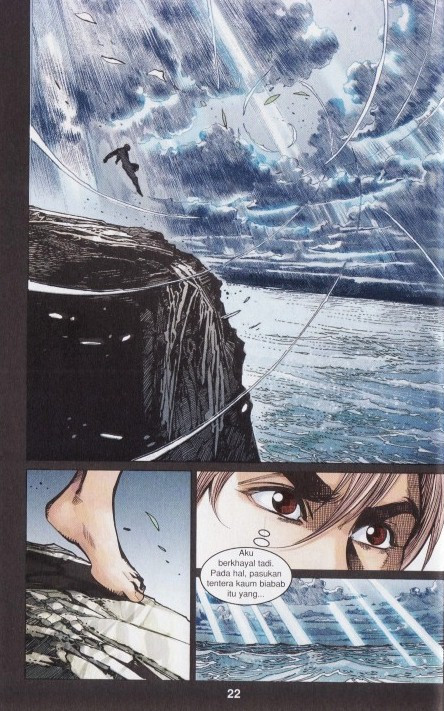 Aku
berkhayal tadi.
Pada hal, pasukan
tentera kaum biabab
itu yang...
22